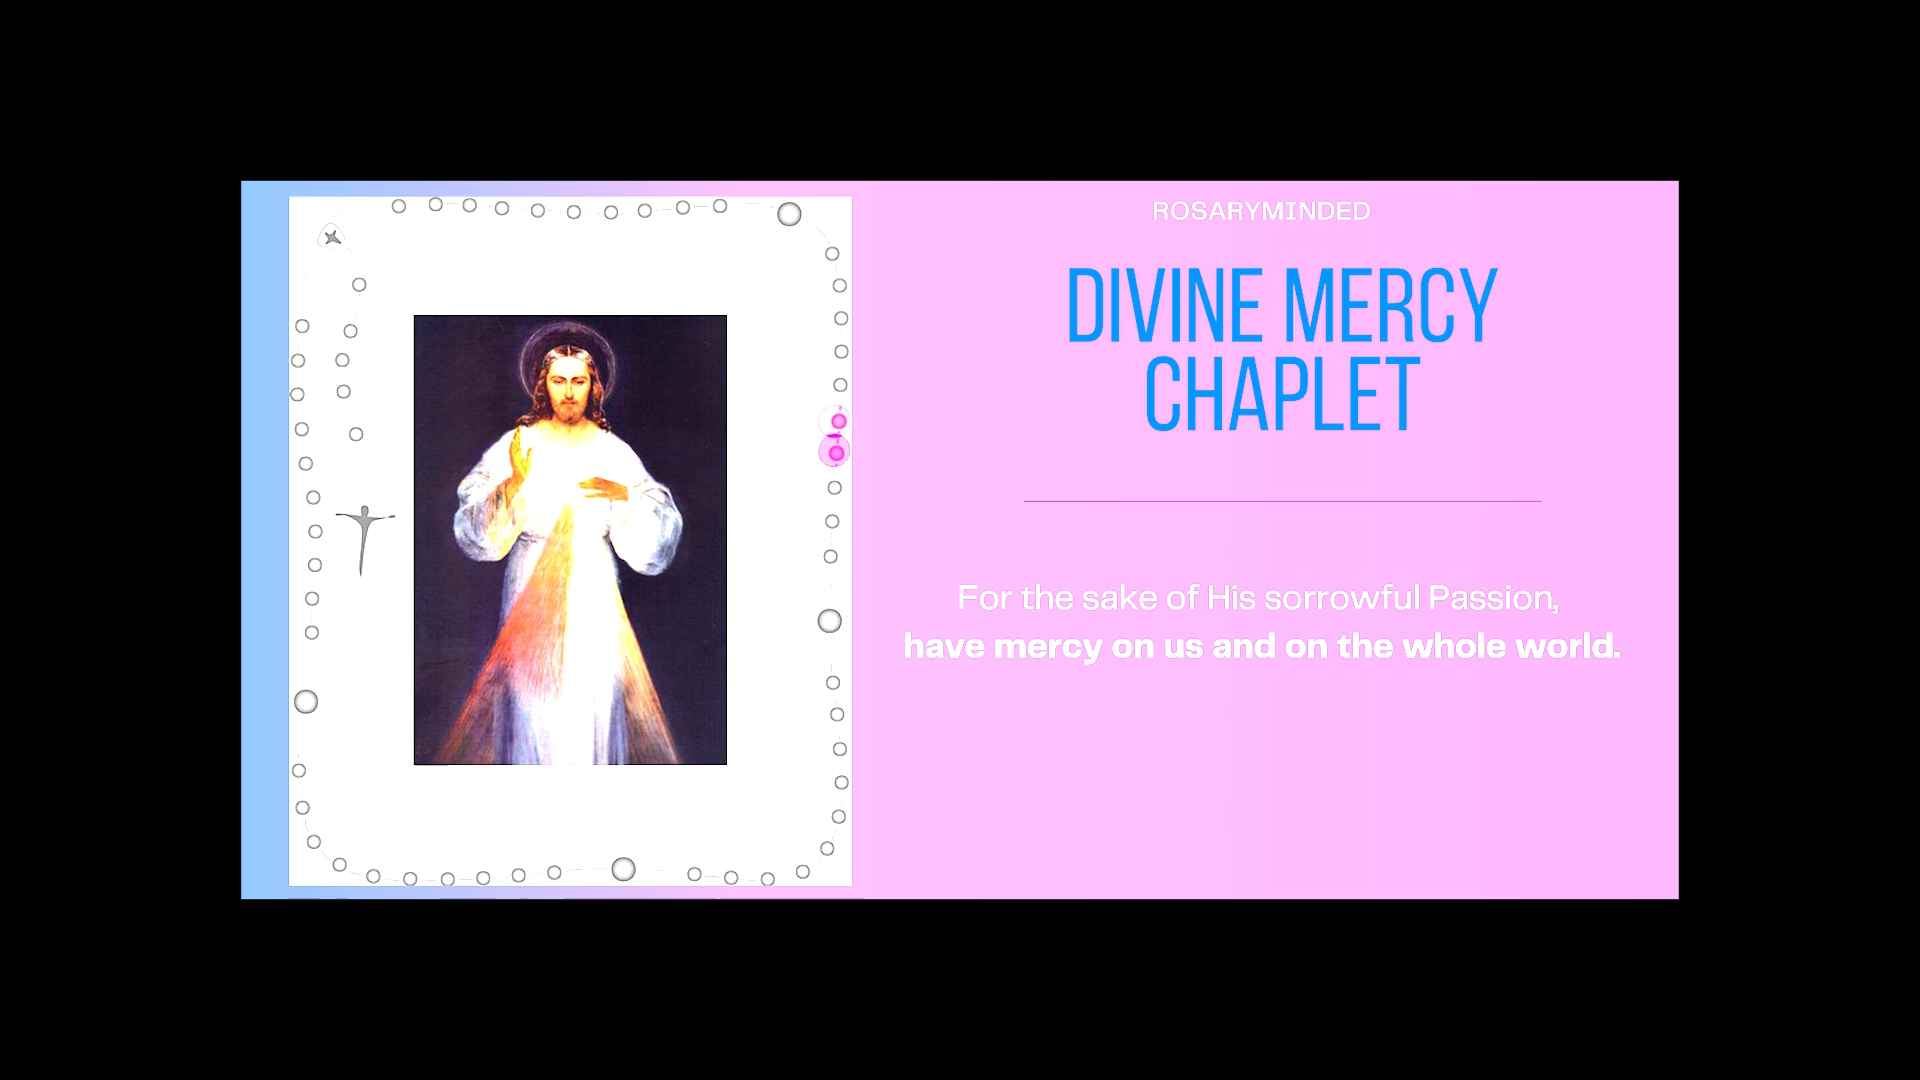 ROSARYMINDED
DIVINE MERCY
CHAPLET
For the sake of His sorrowful Passion,
have mercy on us and on the whole world.